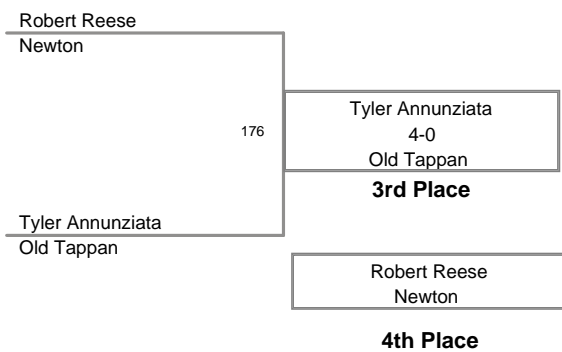 Robert Reese
Newton
176
Tyler Annunziata
4-0
Old Tappan
3rd Place
Tyler Annunziata
Old Tappan
Robert Reese
Newton
4th Place